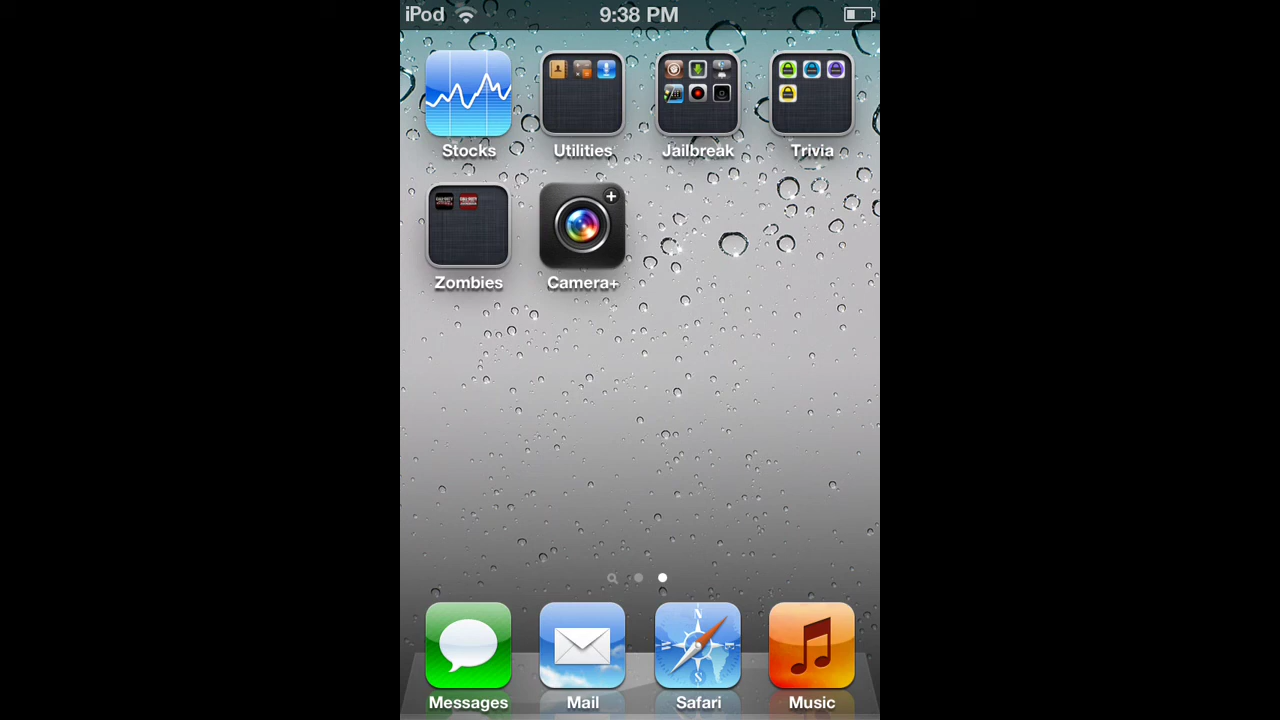 iPod 9:38 PM
Stocks Utilities Jailbreak Trivia
Zombies Camera+
Messages Mail Safari Music